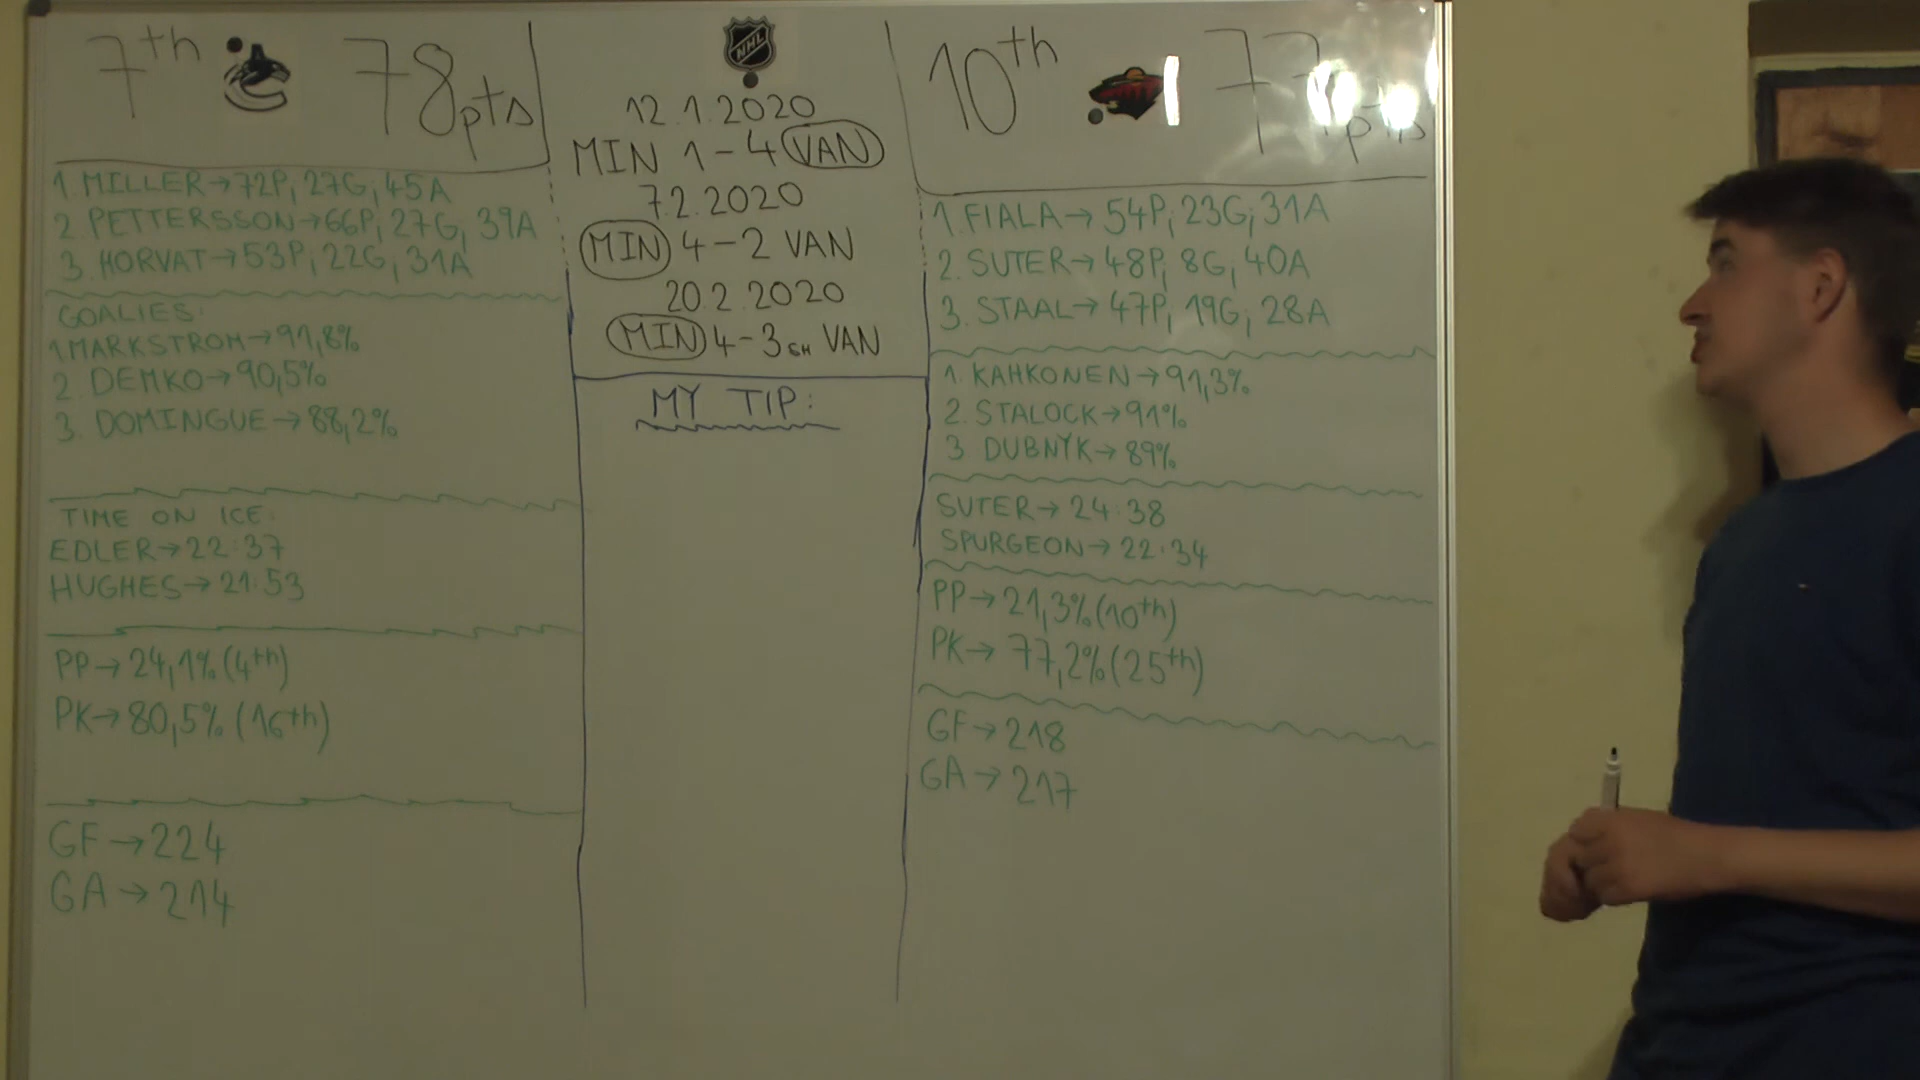 7th 78pts
1 MILLER→72P, 27G, 45A
2. PETTERSSON→66P, 27G, 39A
3. HORVAT→53P, 22G, 31A
GOALIES:
1.MARKSTROM→91,8%
2. DEMKO→90,5%
3. DOMINGUE→88,2%
TIME ON ICE:
EDLER→22:37
HUGHES→21:53
PP→24,1% (4th)
PK→80,5% (16th)
GF→224
GA→214
NHL
12.1.2020
MIN 1-4 VAN
7.2.2020
MIN 4-2 VAN
20.2.2020
MIN 4-3 SH VAN
MY TIP:
10th 77pts
1. FIALA→54P, 23G, 31A
2. SUTER→48P, 8G, 40A
3. STAAL→47P, 19G, 28A
1. KAHKONEN→91,3%
2. STALOCK→91%
3 DUBNYK→89%
SUTER→24:38
SPURGEON→22:34
PP→21,3% (10th)
PK→77,2% (25th)
GF→218
GA→217